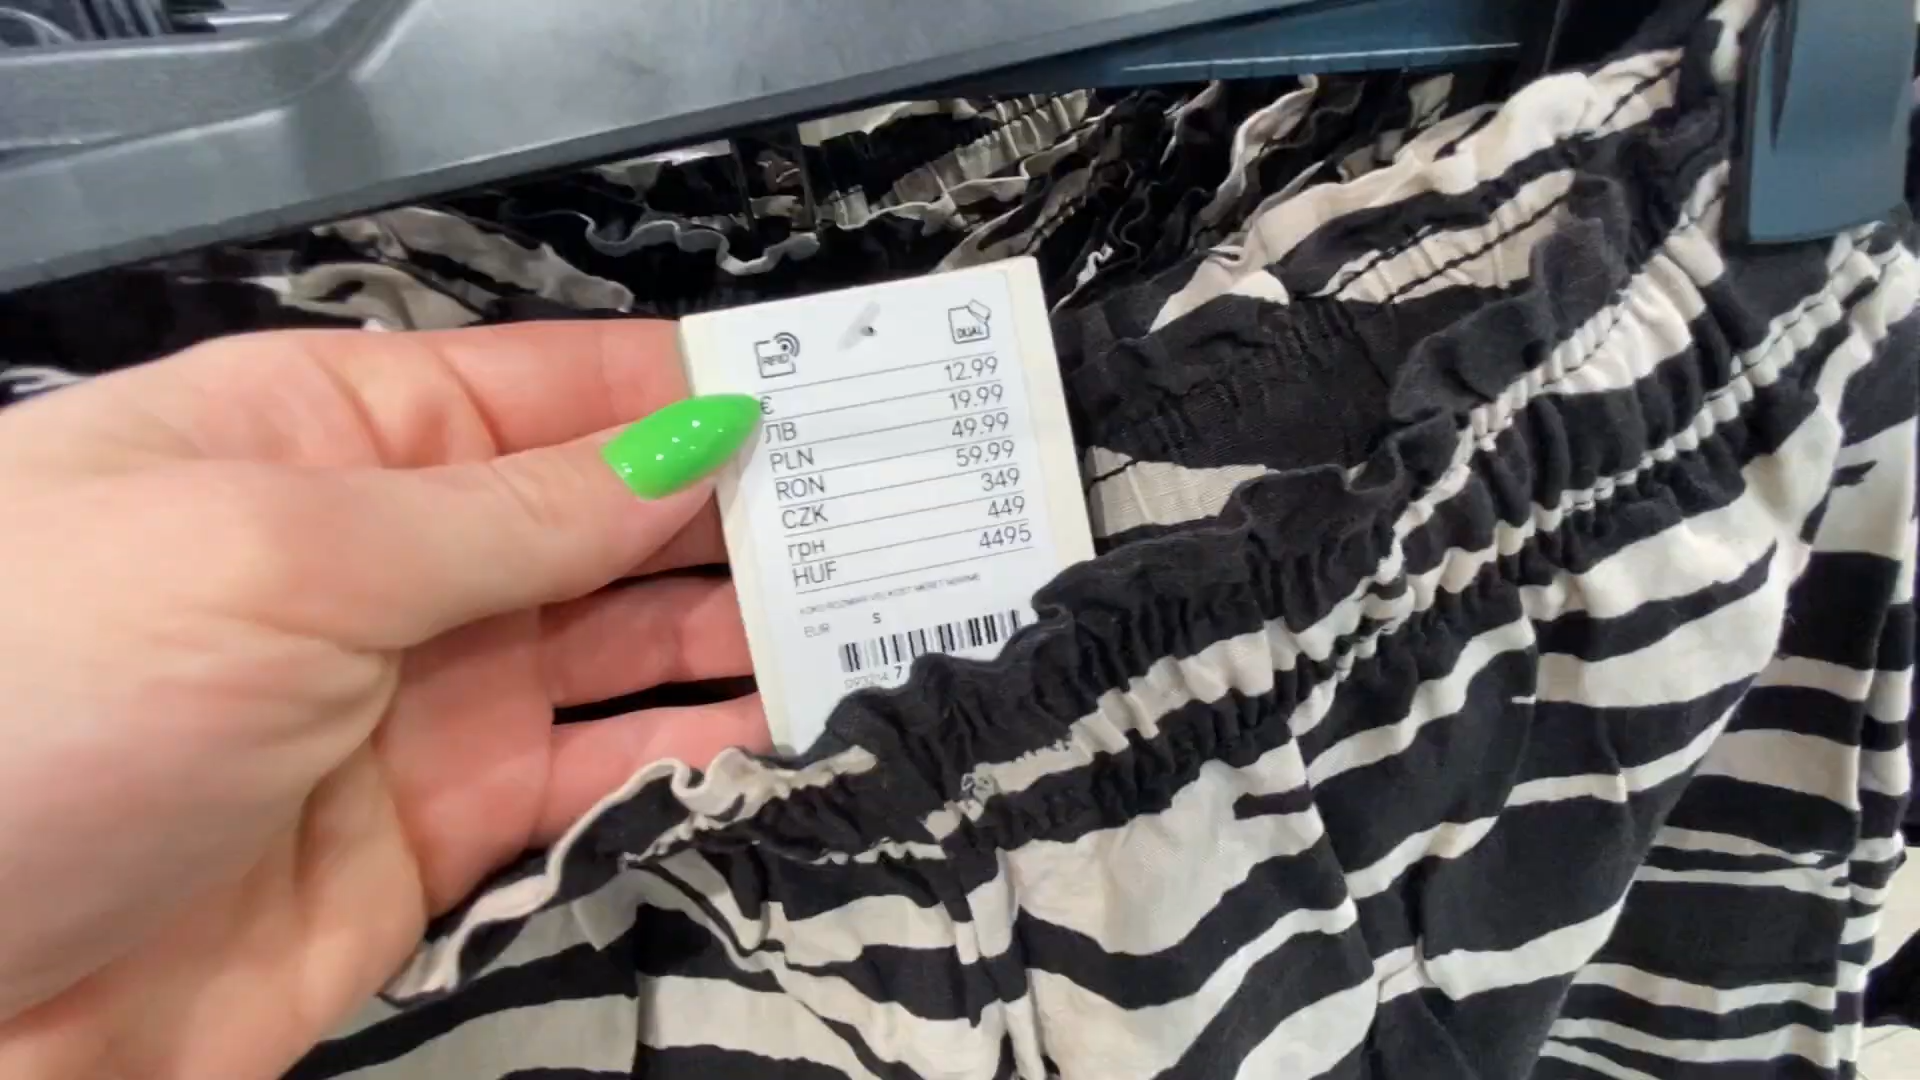 RFID
DUAL
€ 12.99
ЛВ 19.99
PLN 49.99
RON 59.99
CZK 349
грн 449
HUF 4495
EUR S
7